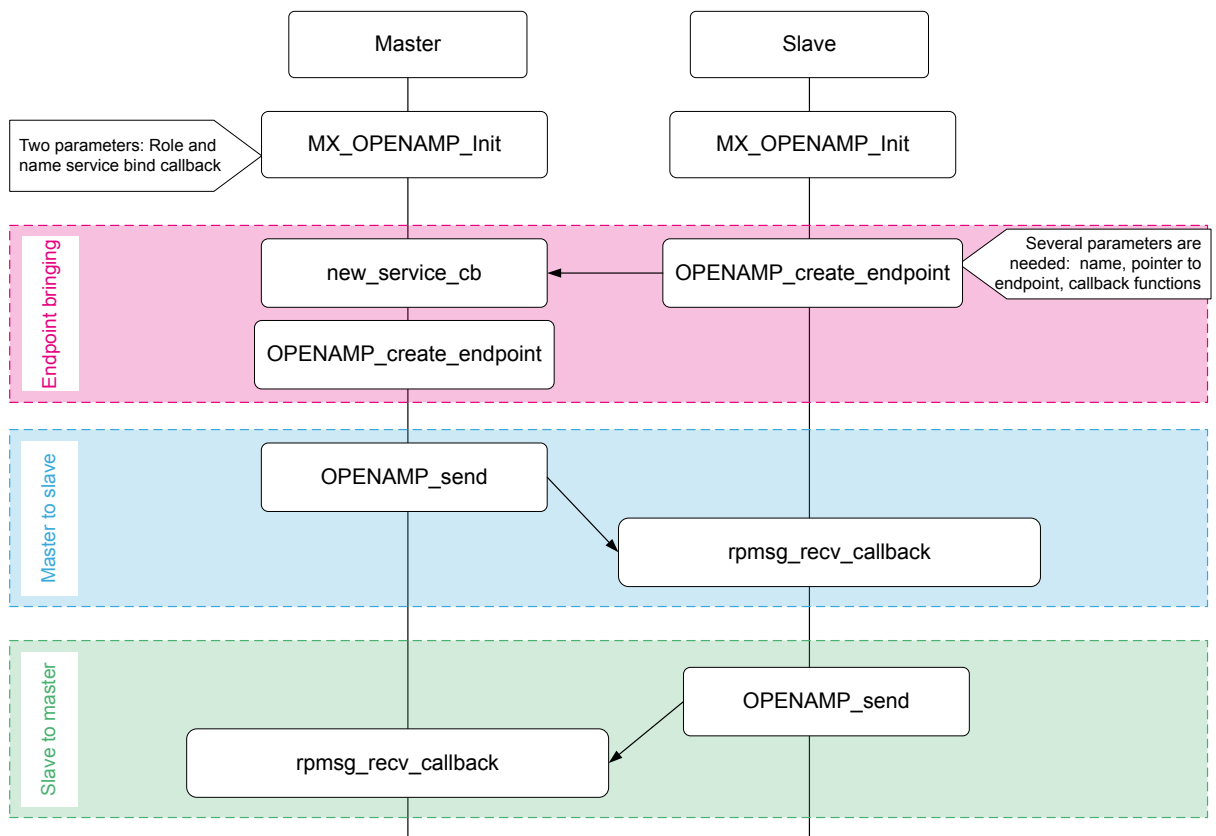 Master
Slave
Two parameters: Role and
name service bind callback
MX_OPENAMP_Init
MX_OPENAMP_Init
Endpoint bringing
new_service_cb
OPENAMP_create_endpoint
Several parameters are
needed:  name, pointer to
endpoint, callback functions
OPENAMP_create_endpoint
Master to slave
OPENAMP_send
rpmsg_recv_callback
Slave to master
OPENAMP_send
rpmsg_recv_callback